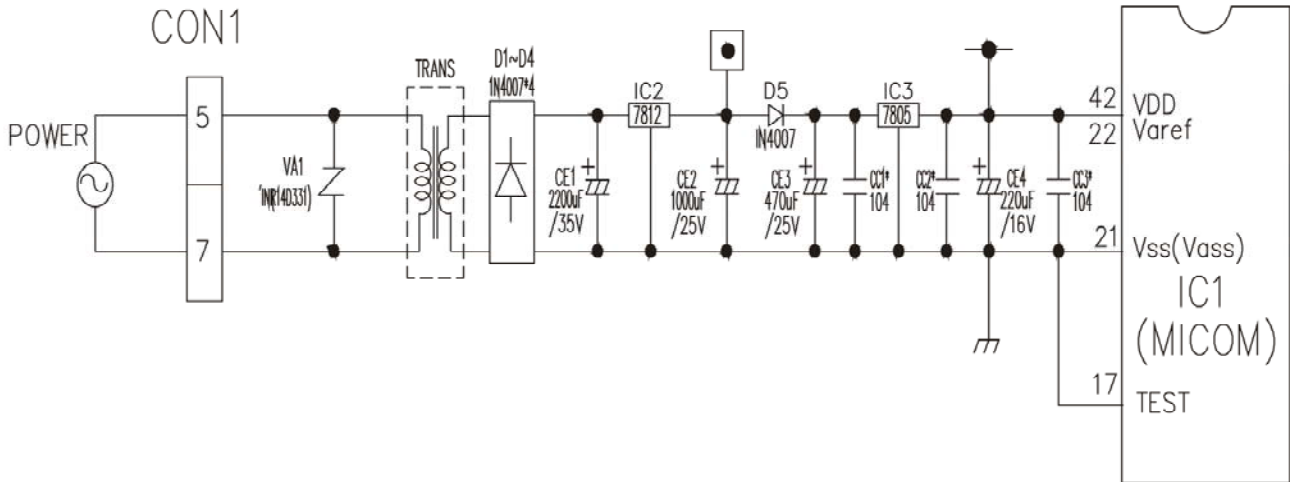 CON1
POWER
5
7
VA1
INR14D331)
TRANS
D1~D4
1N4007*4
CE1
2200uF
/35V
IC2
7812
CE2
1000uF
/25V
D5
IN4007
CE3
470uF
/25V
CC1*
104
IC3
7805
CC2*
104
CE4
220uF
/16V
CC3*
104
42
VDD
22
Varef
21
Vss(Vass)
IC1
(MICOM)
17
TEST